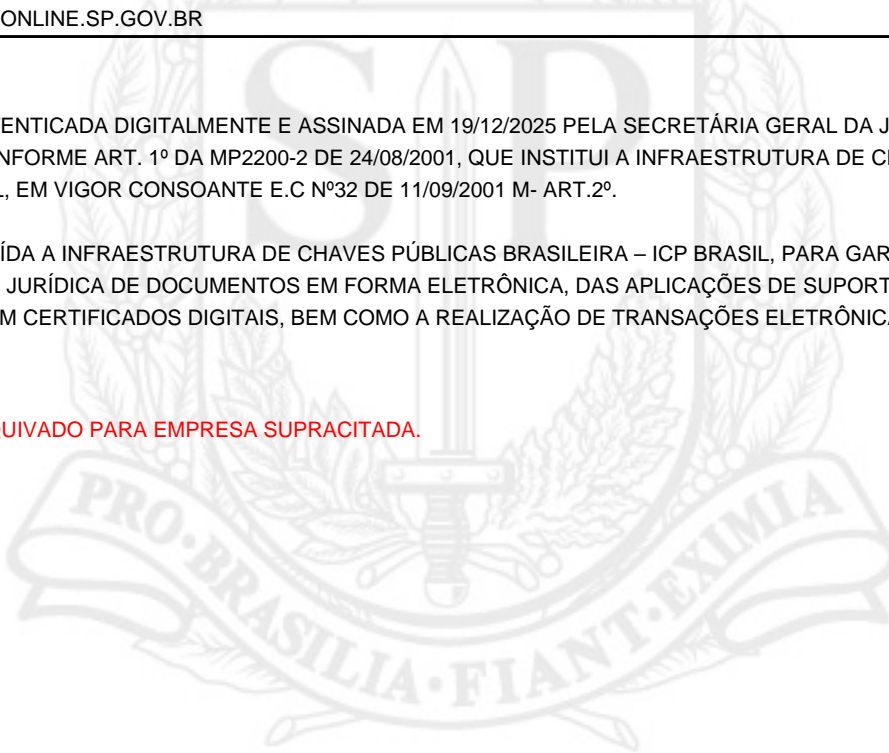 ONLINE.SP.GOV.BR
ENTICADA DIGITALMENTE E ASSINADA EM 19/12/2025 PELA SECRETÁRIA GERAL DA J
NFORME ART. 1º DA MP2200-2 DE 24/08/2001, QUE INSTITUI A INFRAESTRUTURA DE C
, EM VIGOR CONSOANTE E.C Nº32 DE 11/09/2001 M- ART.2º.
ÍDA A INFRAESTRUTURA DE CHAVES PÚBLICAS BRASILEIRA – ICP BRASIL, PARA GAR
JURÍDICA DE DOCUMENTOS EM FORMA ELETRÔNICA, DAS APLICAÇÕES DE SUPORT
M CERTIFICADOS DIGITAIS, BEM COMO A REALIZAÇÃO DE TRANSAÇÕES ELETRÔNICA
QUIVADO PARA EMPRESA SUPRACITADA.
SP
PRO·BRASILIA·FIANT·EXIMIA